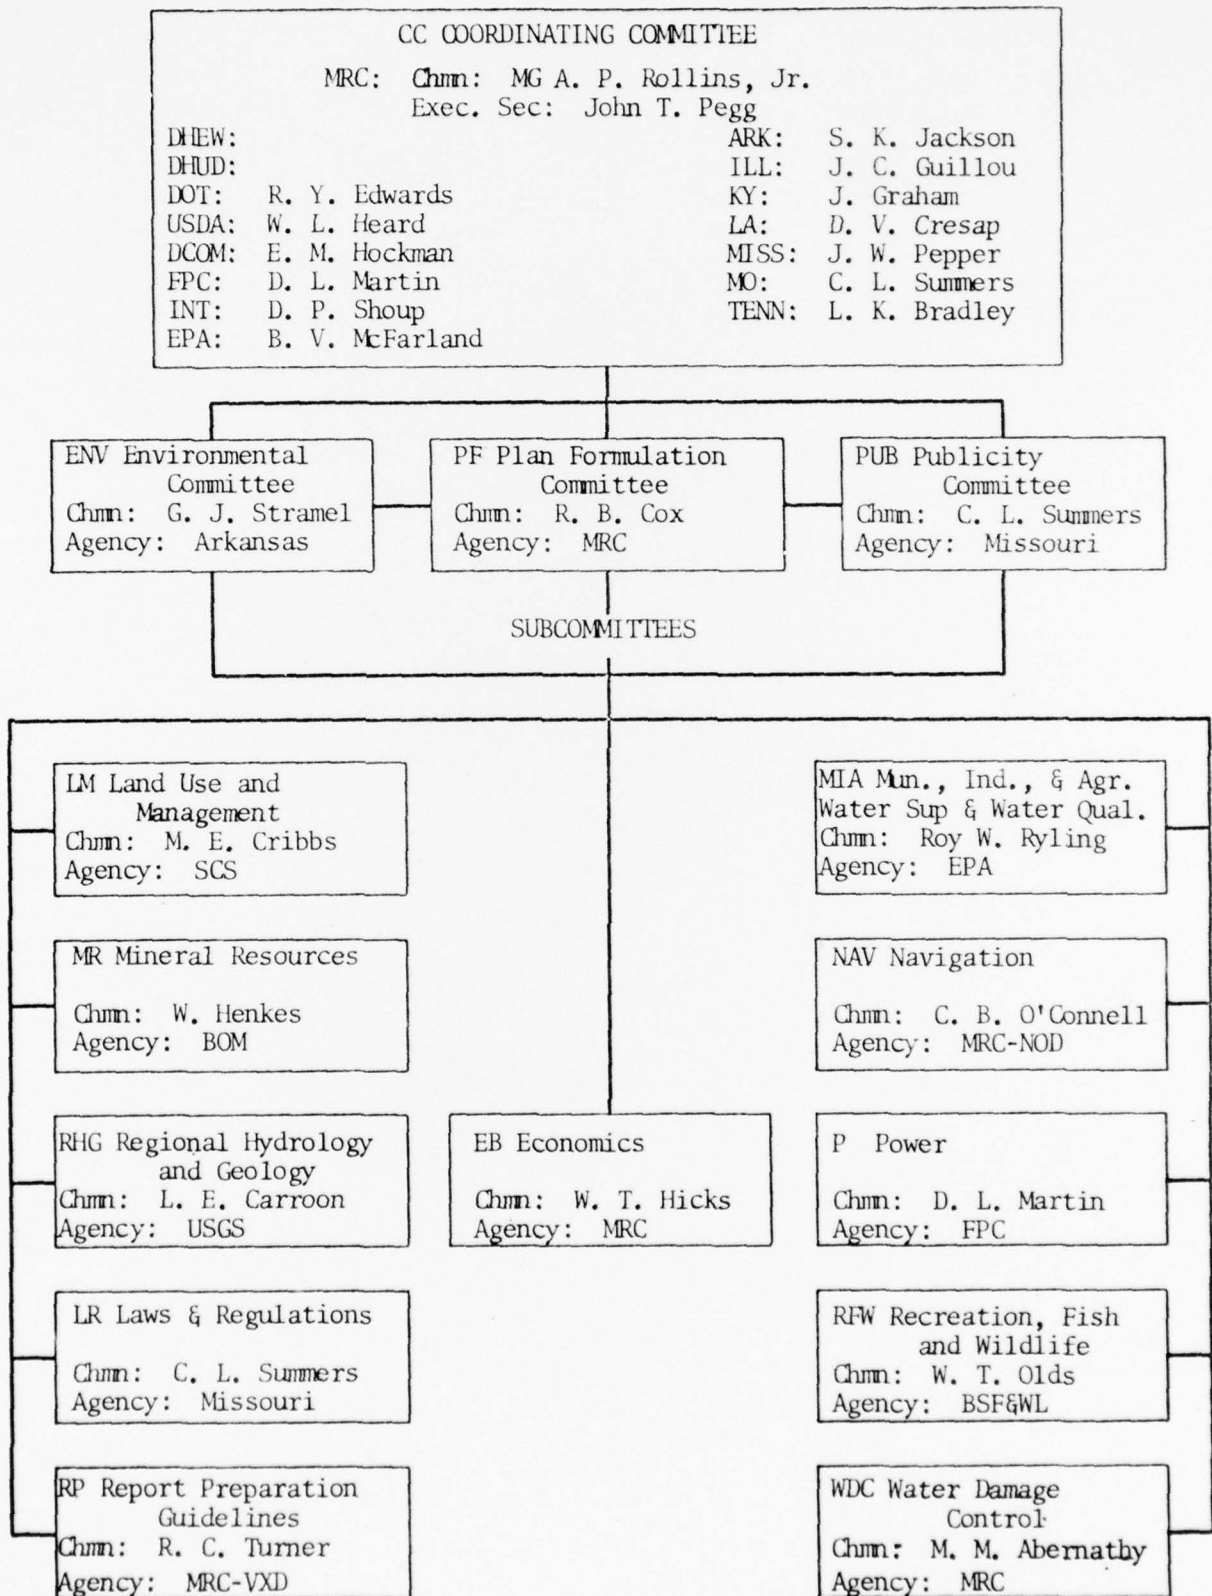 CC COORDINATING COMMITTEE
MRC: Chmn: MG A. P. Rollins, Jr.
Exec. Sec: John T. Pegg
DHEW:
DHUD:
DOT: R. Y. Edwards
USDA: W. L. Heard
DCOM: E. M. Hockman
FPC: D. L. Martin
INT: D. P. Shoup
EPA: B. V. McFarland
ARK: S. K. Jackson
ILL: J. C. Guillou
KY: J. Graham
LA: D. V. Cresap
MISS: J. W. Pepper
MO: C. L. Summers
TENN: L. K. Bradley
ENV Environmental
Committee
Chmn: G. J. Stramel
Agency: Arkansas
PF Plan Formulation
Committee
Chmn: R. B. Cox
Agency: MRC
PUB Publicity
Committee
Chmn: C. L. Summers
Agency: Missouri
SUBCOMMITTEES
LM Land Use and
Management
Chmn: M. E. Cribbs
Agency: SCS
MR Mineral Resources
Chmn: W. Henkes
Agency: BOM
RHG Regional Hydrology
and Geology
Chmn: L. E. Carroon
Agency: USGS
LR Laws & Regulations
Chmn: C. L. Summers
Agency: Missouri
RP Report Preparation
Guidelines
Chmn: R. C. Turner
Agency: MRC-VXD
EB Economics
Chmn: W. T. Hicks
Agency: MRC
MIA Mun., Ind., & Agr.
Water Sup & Water Qual.
Chmn: Roy W. Ryling
Agency: EPA
NAV Navigation
Chmn: C. B. O'Connell
Agency: MRC-NOD
P Power
Chmn: D. L. Martin
Agency: FPC
RFW Recreation, Fish
and Wildlife
Chmn: W. T. Olds
Agency: BSF&WL
WDC Water Damage
Control
Chmn: M. M. Abernathy
Agency: MRC